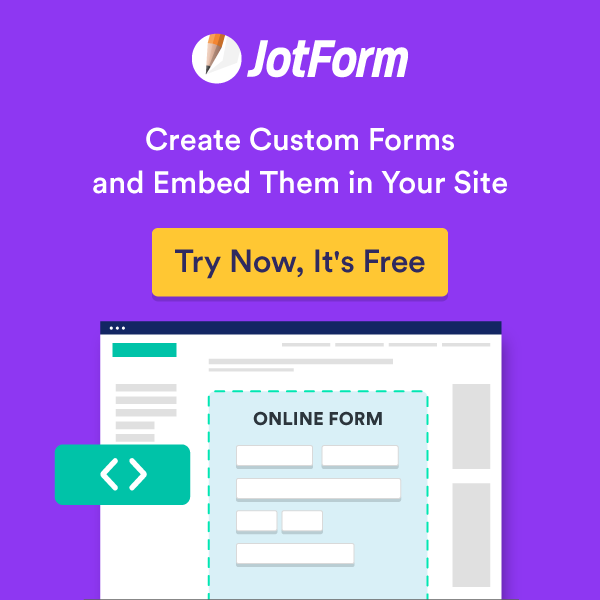 JotForm
Create Custom Forms
and Embed Them in Your Site
Try Now, It's Free
ONLINE FORM